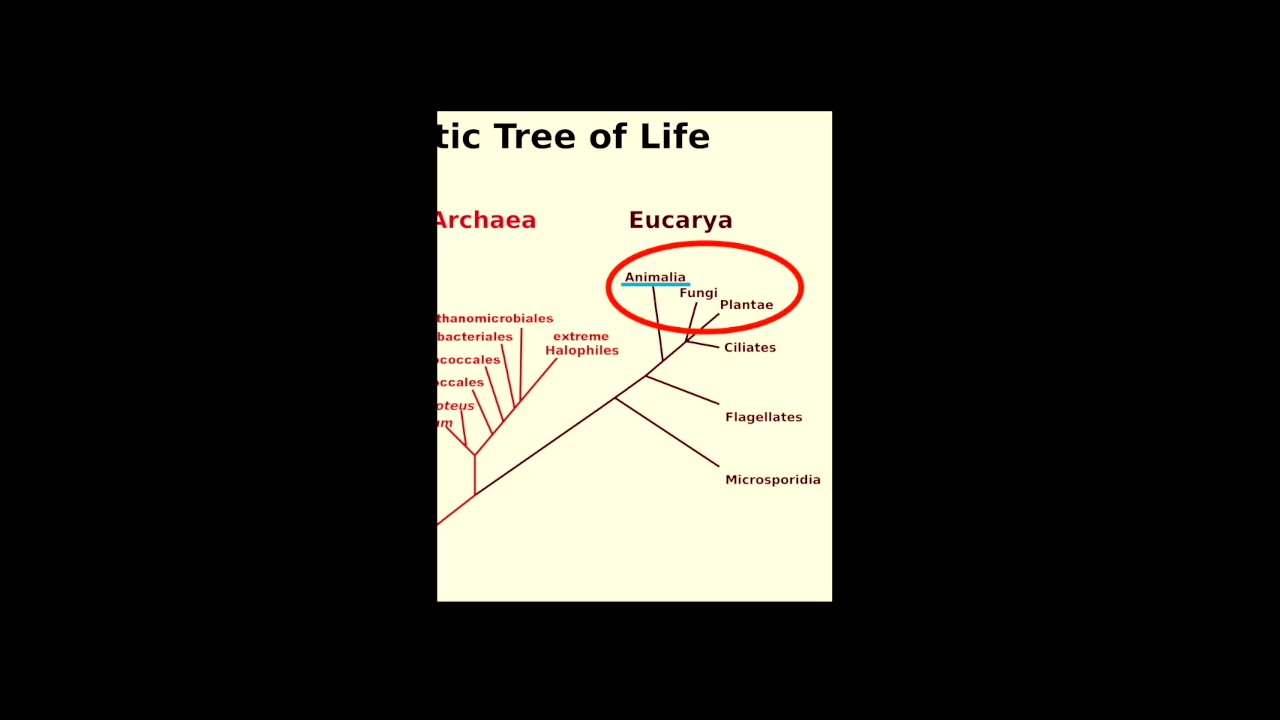 tic Tree of Life
Archaea
Eucarya
Animalia
Fungi
Plantae
thanomicrobiales
bacteriales
extreme
Halophiles
Ciliates
ococcales
occales
oteus
um
Flagellates
Microsporidia